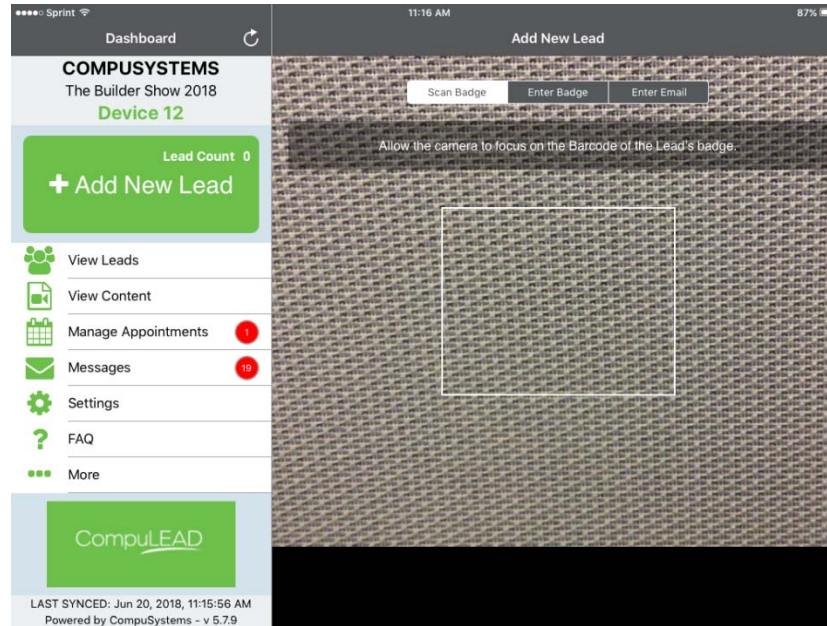 Sprint
11:16 AM
87%
Dashboard
Add New Lead
COMPUSYSTEMS
The Builder Show 2018
Device 12
Lead Count 0
+ Add New Lead
View Leads
View Content
Manage Appointments 1
Messages 19
Settings
? FAQ
More
CompuLEAD
LAST SYNCED: Jun 20, 2018, 11:15:56 AM
Powered by CompuSystems - v 5.7.9
Scan Badge Enter Badge Enter Email
Allow the camera to focus on the Barcode of the Lead's badge.